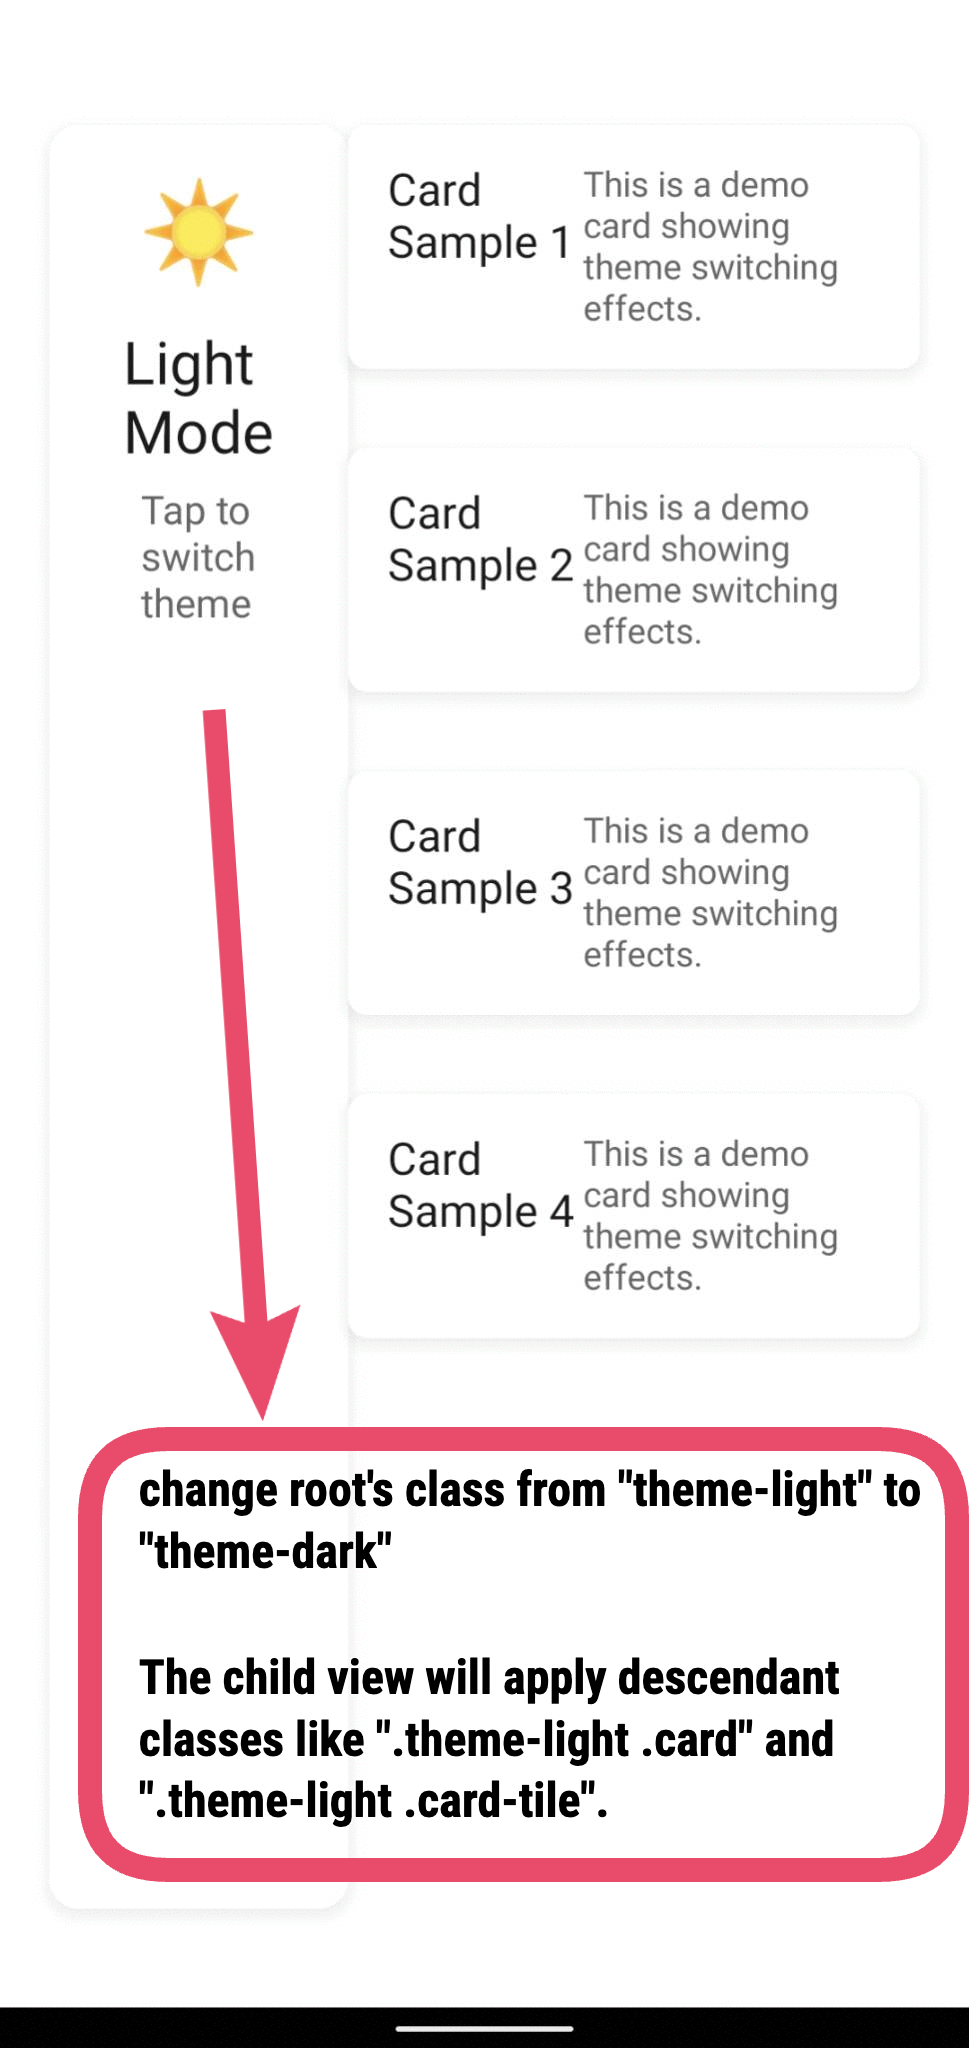 Light
Mode
Tap to
switch
theme
Card
Sample 1
This is a demo
card showing
theme switching
effects.
Card
Sample 2
This is a demo
card showing
theme switching
effects.
Card
Sample 3
This is a demo
card showing
theme switching
effects.
Card
Sample 4
This is a demo
card showing
theme switching
effects.
change root's class from "theme-light" to
"theme-dark"
The child view will apply descendant
classes like ".theme-light .card" and
".theme-light .card-tile".